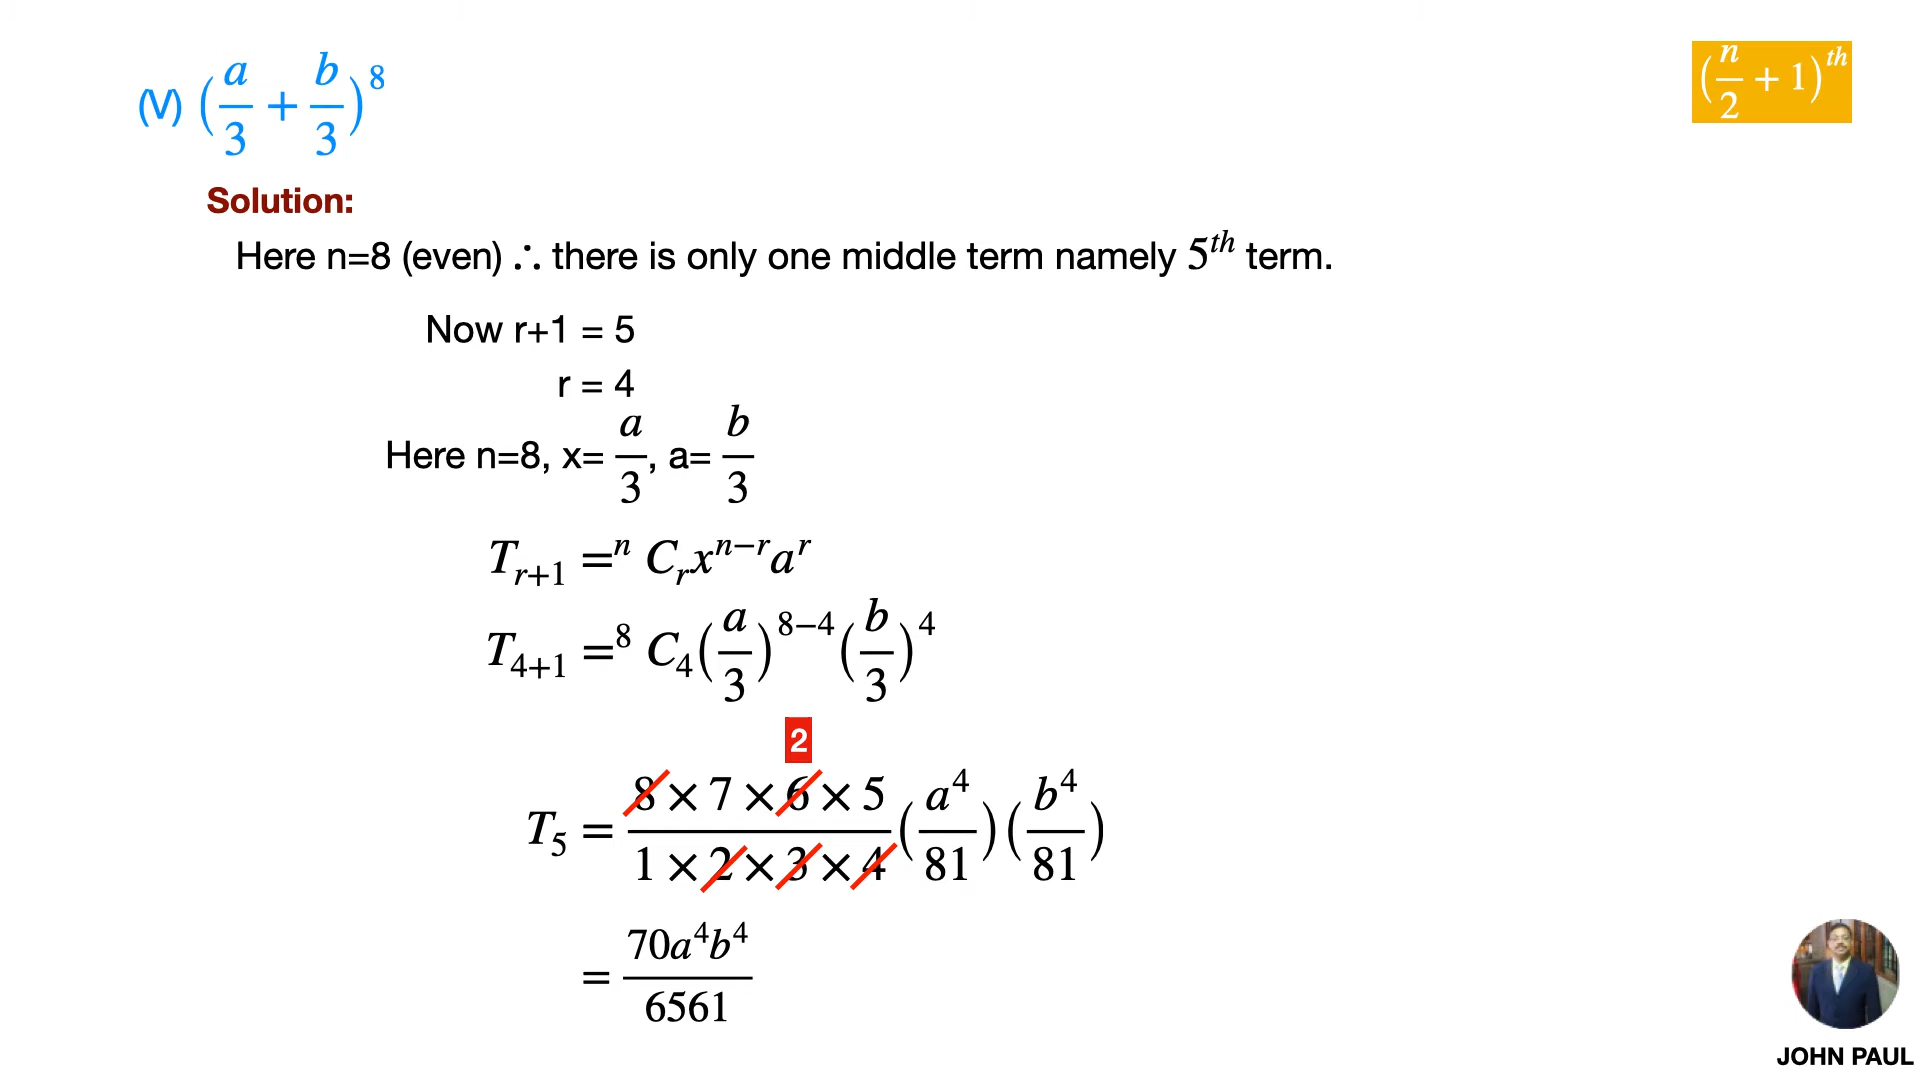 (V) (a/3 + b/3)^8
(n/2 + 1)^th
Solution:
Here n=8 (even) ∴ there is only one middle term namely 5^th term.
Now r+1 = 5
r = 4
Here n=8, x= a/3, a= b/3
T_{r+1} =^n C_r x^{n−r} a^r
T_{4+1} =^8 C_4 (a/3)^{8−4} (b/3)^4
2
T_5 = (8 × 7 × 6 × 5)/(1 × 2 × 3 × 4) (a^4/81) (b^4/81)
= 70a^4b^4/6561
JOHN PAUL